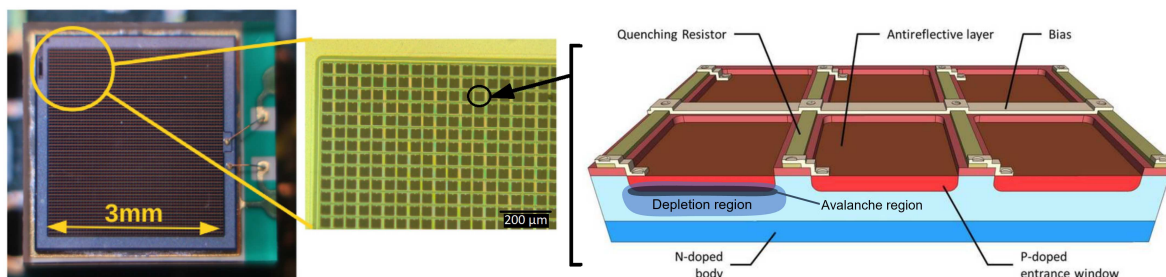 Quenching Resistor
Antireflective layer
Bias
3mm
200 µm
Depletion region
Avalanche region
N-doped
body
P-doped
entrance window